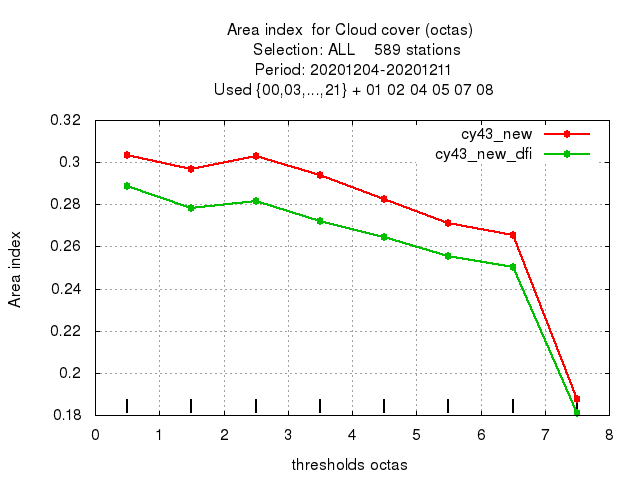 Area index  for Cloud cover (octas)
Selection: ALL    589 stations
Period: 20201204-20201211
Used {00,03,...,21} + 01 02 04 05 07 08
cy43_new
cy43_new_dfi
Area index
0.32
0.3
0.28
0.26
0.24
0.22
0.2
0.18
0 1 2 3 4 5 6 7 8
thresholds octas